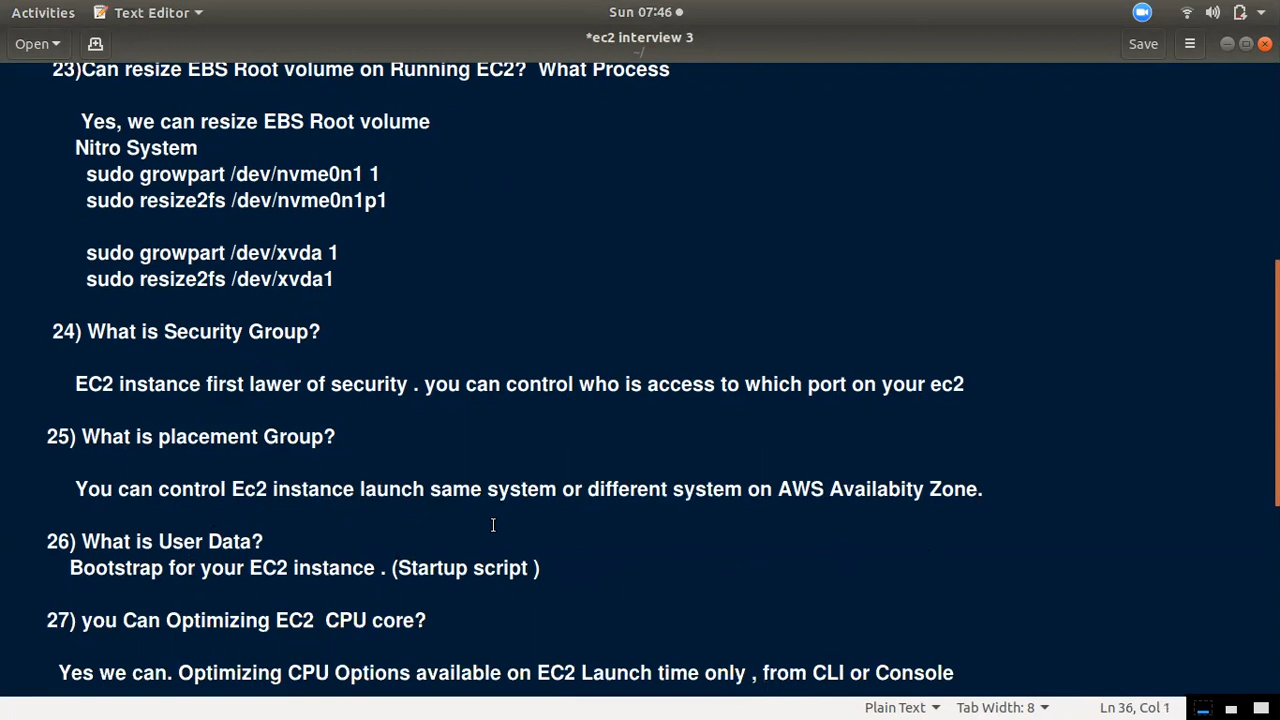 Activities
Text Editor
Sun 07:46
Open
*ec2 interview 3
~/
Save
23)Can resize EBS Root volume on Running EC2?  What Process
Yes, we can resize EBS Root volume
Nitro System
sudo growpart /dev/nvme0n1 1
sudo resize2fs /dev/nvme0n1p1
sudo growpart /dev/xvda 1
sudo resize2fs /dev/xvda1
24) What is Security Group?
EC2 instance first lawer of security . you can control who is access to which port on your ec2
25) What is placement Group?
You can control Ec2 instance launch same system or different system on AWS Availabity Zone.
26) What is User Data?
Bootstrap for your EC2 instance . (Startup script )
27) you Can Optimizing EC2  CPU core?
Yes we can. Optimizing CPU Options available on EC2 Launch time only , from CLI or Console
Plain Text
Tab Width: 8
Ln 36, Col 1